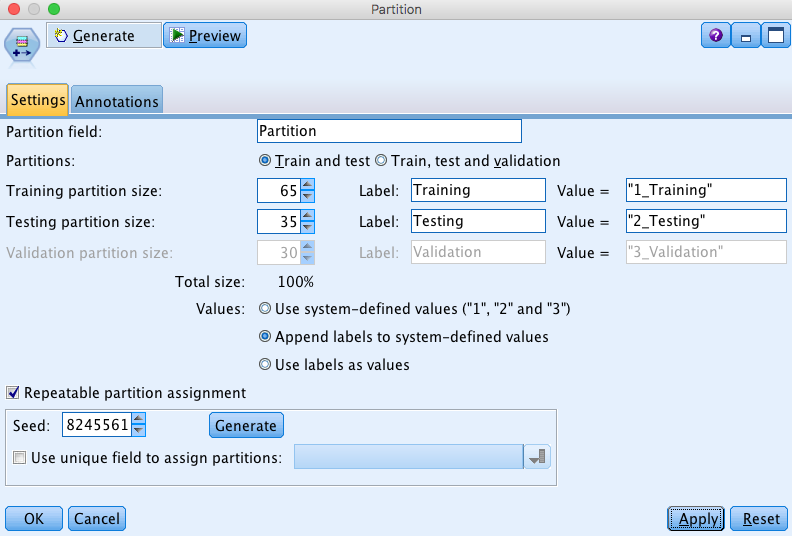 Partition
Generate Preview
Settings Annotations
Partition field: Partition
Partitions: Train and test Train, test and validation
Training partition size: 65 Label: Training Value = "1_Training"
Testing partition size: 35 Label: Testing Value = "2_Testing"
Validation partition size: 30 Label: Validation Value = "3_Validation"
Total size: 100%
Values: Use system-defined values ("1", "2" and "3")
Append labels to system-defined values
Use labels as values
Repeatable partition assignment
Seed: 8245561 Generate
Use unique field to assign partitions:
OK Cancel Apply Reset